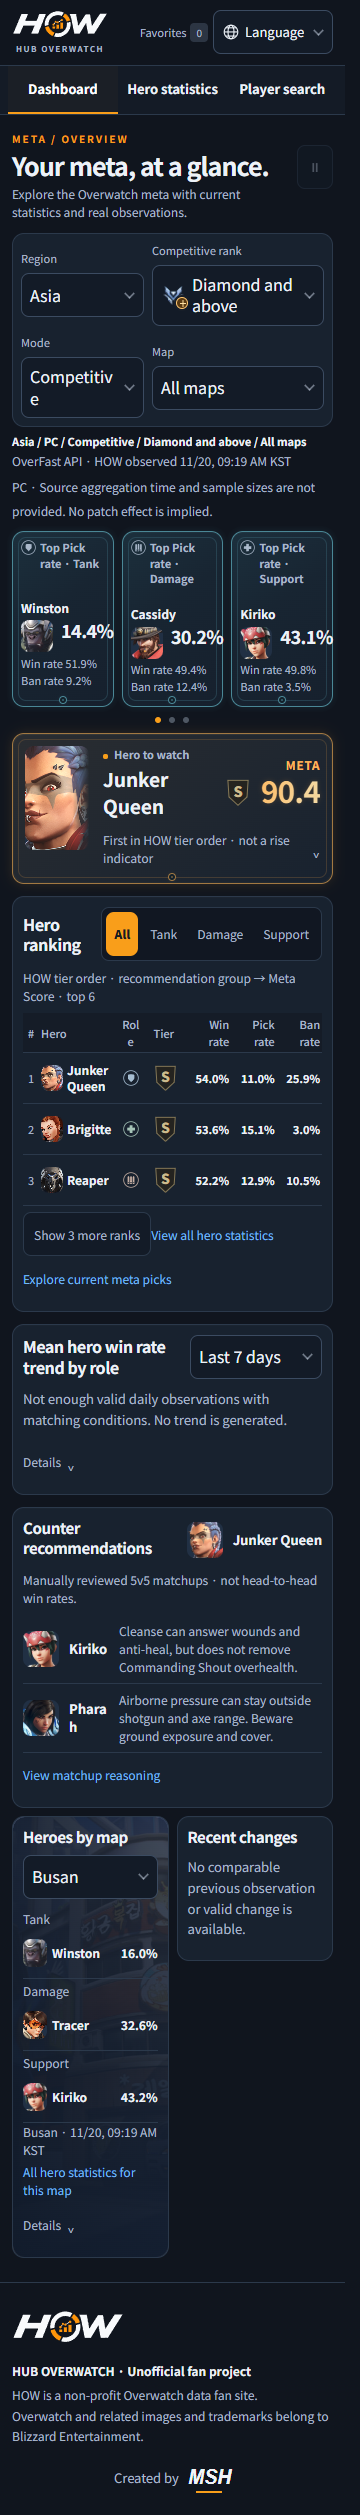 HOW
HUB OVERWATCH
Favorites 0
Language
Dashboard Hero statistics Player search
META / OVERVIEW
Your meta, at a glance.
Explore the Overwatch meta with current
statistics and real observations.
Region
Asia
Competitive rank
Diamond and
above
Mode
Competitiv
e
Map
All maps
Asia / PC / Competitive / Diamond and above / All maps
OverFast API · HOW observed 11/20, 09:19 AM KST
PC · Source aggregation time and sample sizes are not
provided. No patch effect is implied.
Top Pick
rate · Tank
Winston
14.4%
Win rate 51.9%
Ban rate 9.2%
Top Pick
rate ·
Damage
Cassidy
30.2%
Win rate 49.4%
Ban rate 12.4%
Top Pick
rate ·
Support
Kiriko
43.1%
Win rate 49.8%
Ban rate 3.5%
Hero to watch
Junker
Queen
S
META
90.4
First in HOW tier order · not a rise
indicator
Hero
ranking
All Tank Damage Support
HOW tier order · recommendation group → Meta
Score · top 6
# Hero Rol
e Tier Win
rate Pick
rate Ban
rate
1 Junker
Queen S 54.0% 11.0% 25.9%
2 Brigitte S 53.6% 15.1% 3.0%
3 Reaper S 52.2% 12.9% 10.5%
Show 3 more ranks View all hero statistics
Explore current meta picks
Mean hero win rate
trend by role
Last 7 days
Not enough valid daily observations with
matching conditions. No trend is generated.
Details
Counter
recommendations
Junker Queen
Manually reviewed 5v5 matchups · not head-to-head
win rates.
Kiriko
Cleanse can answer wounds and
anti-heal, but does not remove
Commanding Shout overhealth.
Phara
h
Airborne pressure can stay outside
shotgun and axe range. Beware
ground exposure and cover.
View matchup reasoning
Heroes by map
Busan
Tank
Winston 16.0%
Damage
Tracer 32.6%
Support
Kiriko 43.2%
Busan · 11/20, 09:19 AM
KST
All hero statistics for
this map
Details
Recent changes
No comparable
previous observation
or valid change is
available.
HOW
HUB OVERWATCH · Unofficial fan project
HOW is a non-profit Overwatch data fan site.
Overwatch and related images and trademarks belong to
Blizzard Entertainment.
Created by MSH